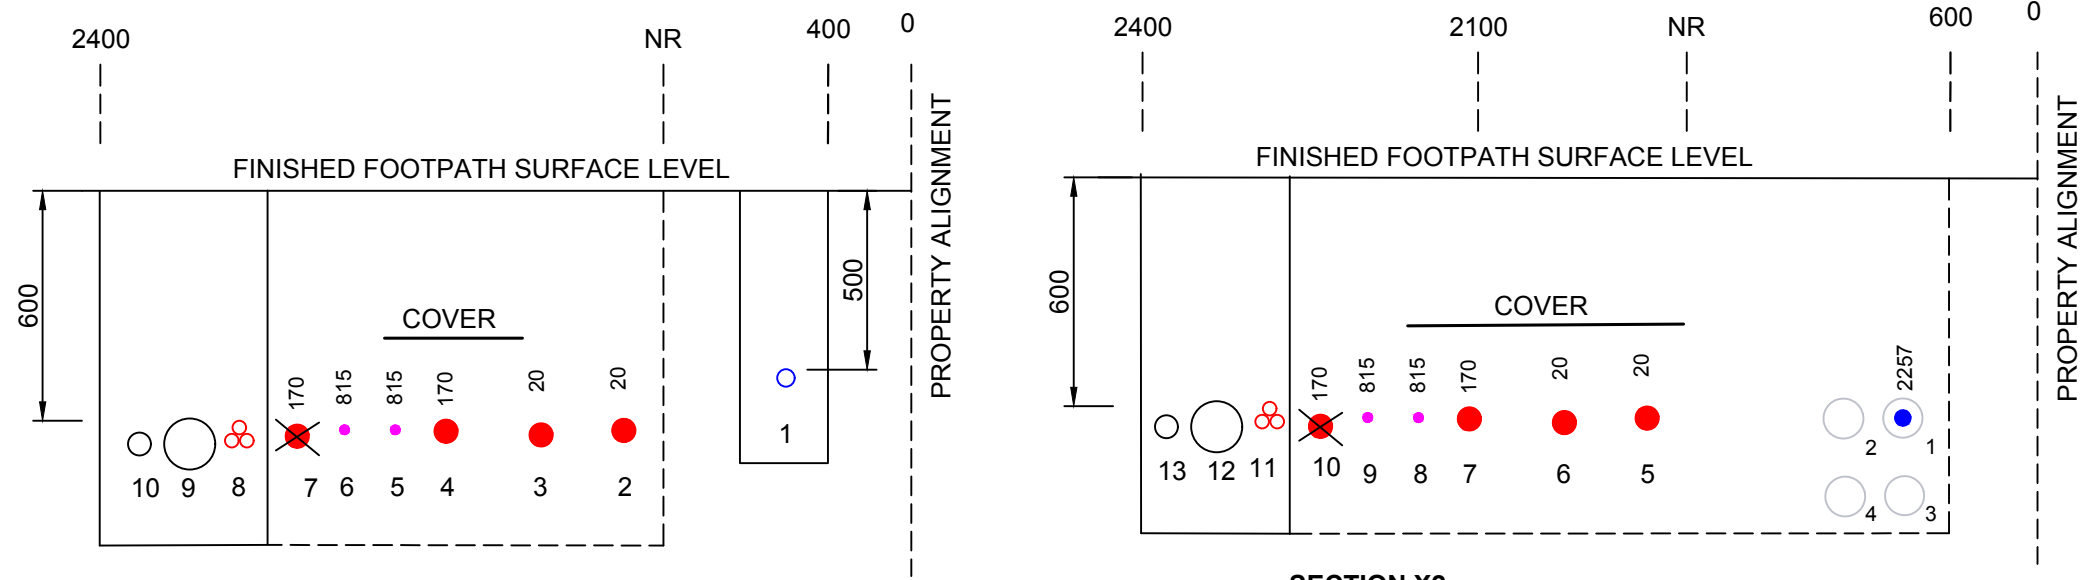 2400 NR 400 0
FINISHED FOOTPATH SURFACE LEVEL
600
COVER
500
PROPERTY ALIGNMENT
170 815 815 170 20 20
1
10 9 8 7 6 5 4 3 2
2400 2100 NR 600 0
FINISHED FOOTPATH SURFACE LEVEL
600
COVER
PROPERTY ALIGNMENT
170 815 815 170 20 20 2257
2 1
13 12 11 10 9 8 7 6 5
4 3